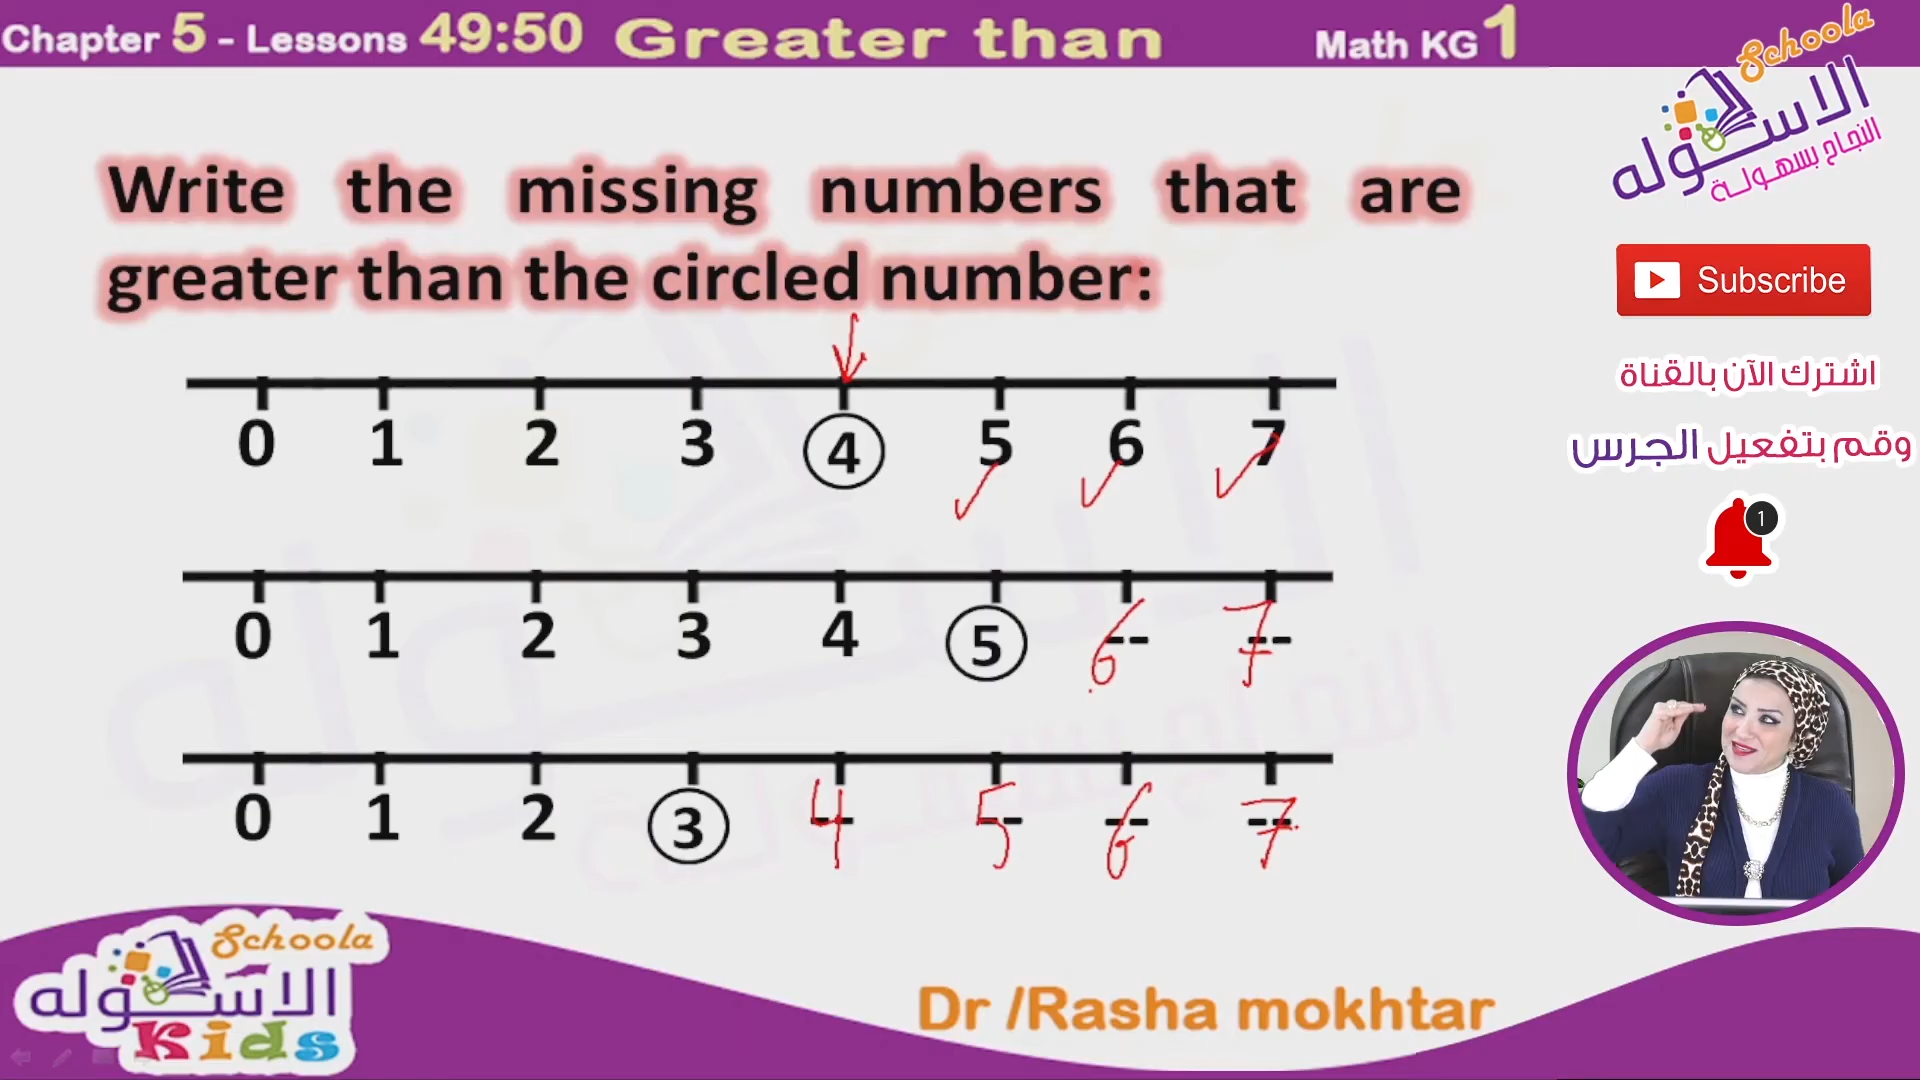 Chapter 5 - Lessons 49:50 Greater than Math KG 1
Schoola
الاسكوله
النجاح بسهولة
Write the missing numbers that are
greater than the circled number:
Subscribe
اشترك الآن بالقناة
وقم بتفعيل الجرس
1
0 1 2 3 4 5 6 7
0 1 2 3 4 5 6 7
0 1 2 3 4 5 6 7
Schoola
الاسكوله
Kids
Dr /Rasha mokhtar